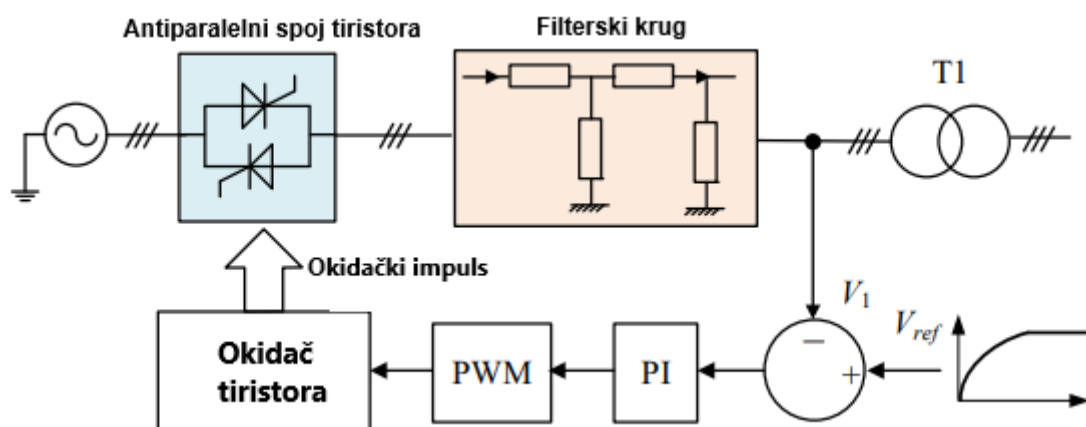 Antiparalelni spoj tiristora
Filterski krug
T1
Okidački impuls
V1
Vref
Okidač
tiristora
PWM
PI
−
+